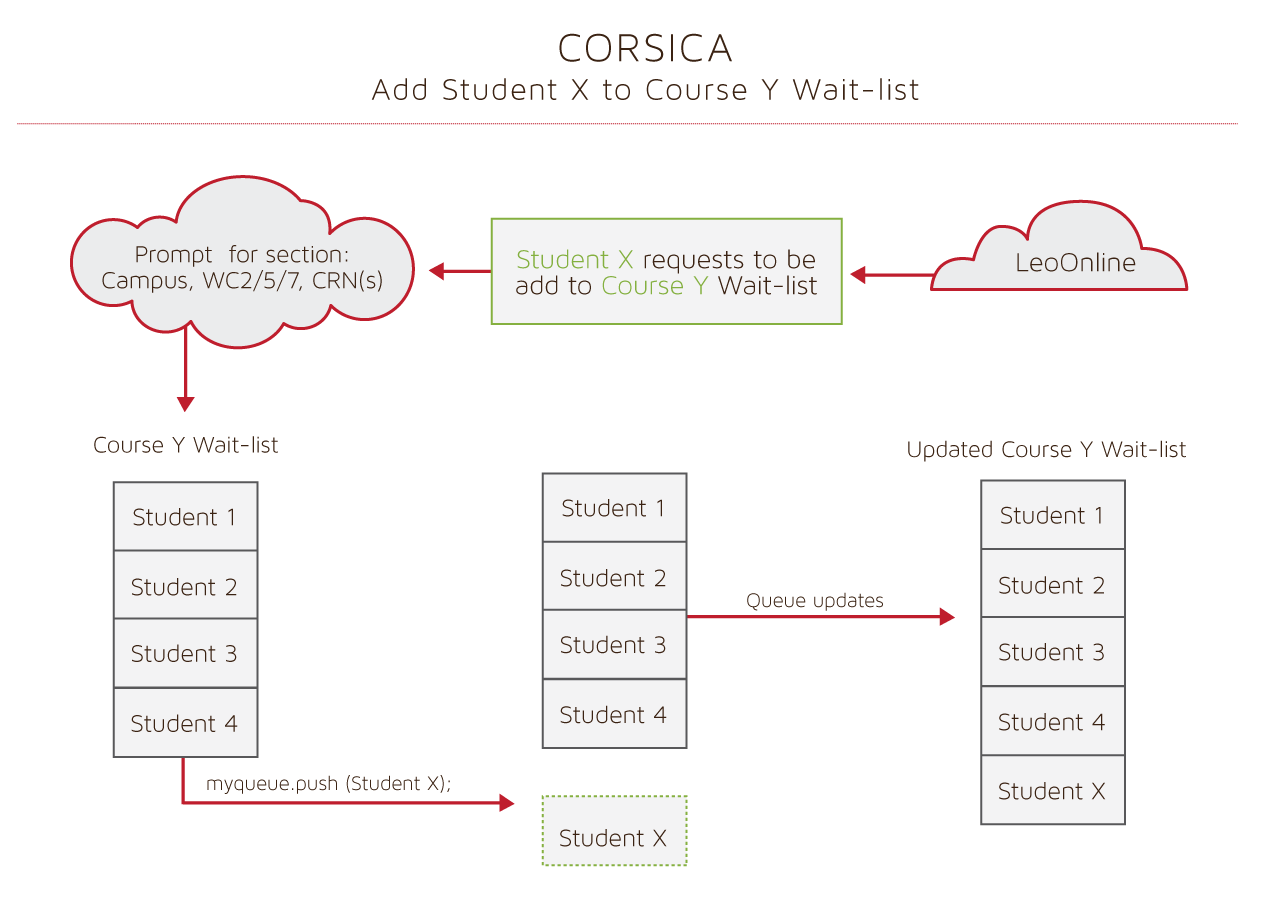 CORSICA
Add Student X to Course Y Wait-list
Prompt  for section:
Campus, WC2/5/7, CRN(s)
Student X requests to be
add to Course Y Wait-list
LeoOnline
Course Y Wait-list
Student 1
Student 2
Student 3
Student 4
myqueue.push (Student X);
Student 1
Student 2
Student 3
Student 4
Student X
Queue updates
Updated Course Y Wait-list
Student 1
Student 2
Student 3
Student 4
Student X